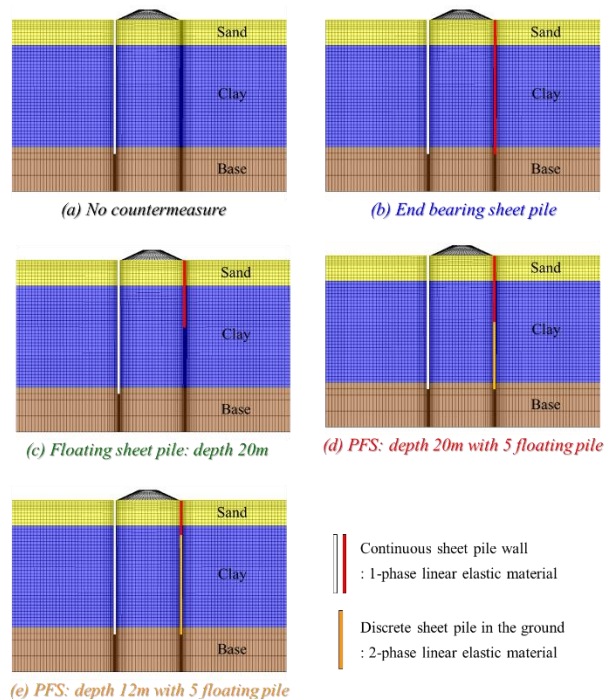 Sand
Clay
Base
(a) No countermeasure
Sand
Clay
Base
(b) End bearing sheet pile
Sand
Clay
Base
(c) Floating sheet pile: depth 20m
Sand
Clay
Base
(d) PFS: depth 20m with 5 floating pile
Sand
Clay
Base
(e) PFS: depth 12m with 5 floating pile
Continuous sheet pile wall
: 1-phase linear elastic material
Discrete sheet pile in the ground
: 2-phase linear elastic material